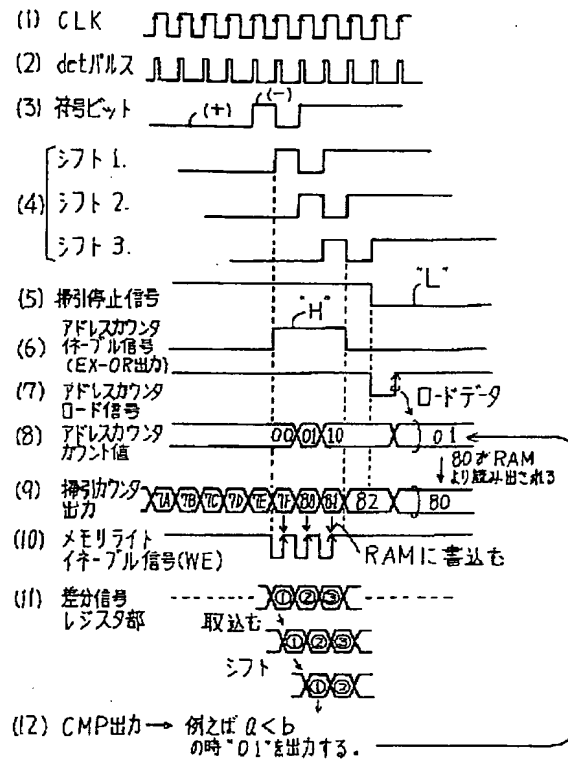 (1) CLK
(2) detパルス
(3) 符号ビット
(+)
(-)
(4)
シフト 1.
シフト 2.
シフト 3.
(5) 掃引停止信号
"L"
(6) アドレスカウンタ
イネーブル信号
(EX-OR出力)
"H"
(7) アドレスカウンタ
ロード信号
ロードデータ
(8) アドレスカウンタ
カウント値
00 01 10 01
80がRAM
より読み出される
(9) 掃引カウンタ
出力
7A 7B 7C 7D 7E 7F 80 81 82 80
(10) メモリライト
イネーブル信号(WE)
RAMに書込む
(11) 差分信号
レジスタ部
① ② ③
取込む
① ② ③
シフト
① ②
(12) CMP出力→ 例えば a<b
の時"01"を出力する.